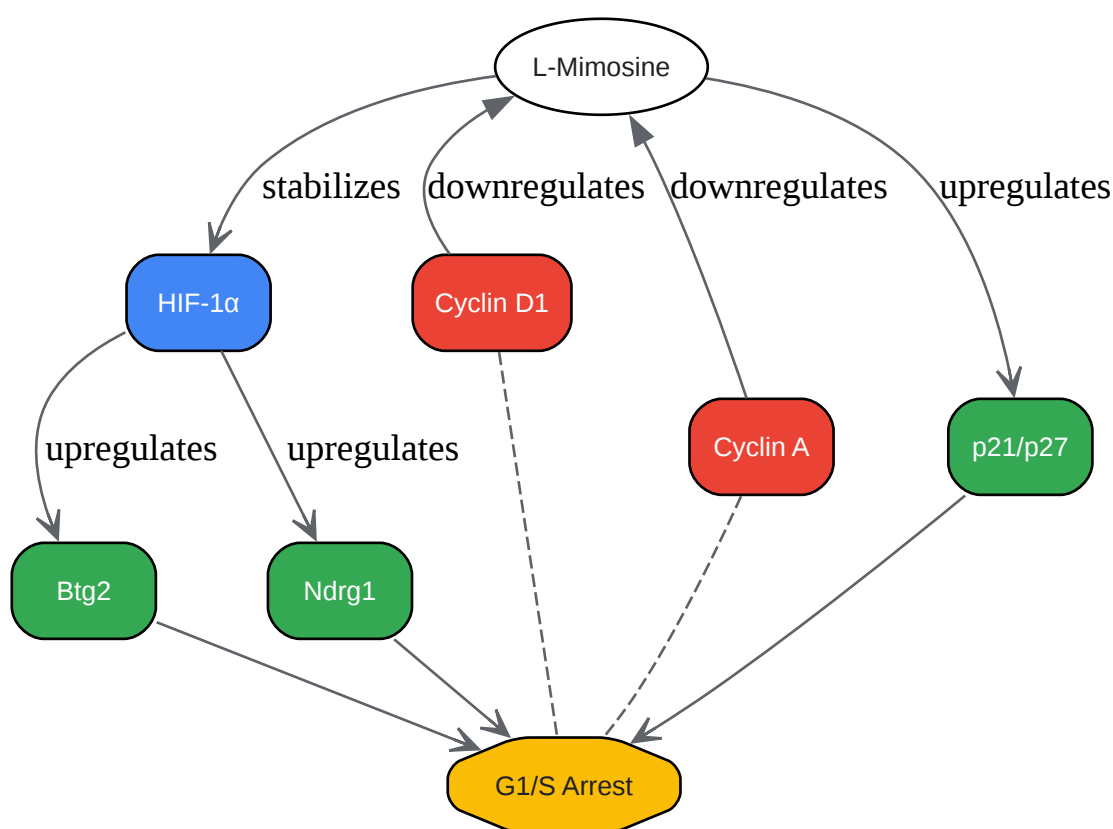 L-Mimosine
stabilizes
downregulates
downregulates
upregulates
HIF-1α
Cyclin D1
Cyclin A
p21/p27
upregulates
upregulates
Btg2
Ndrg1
G1/S Arrest